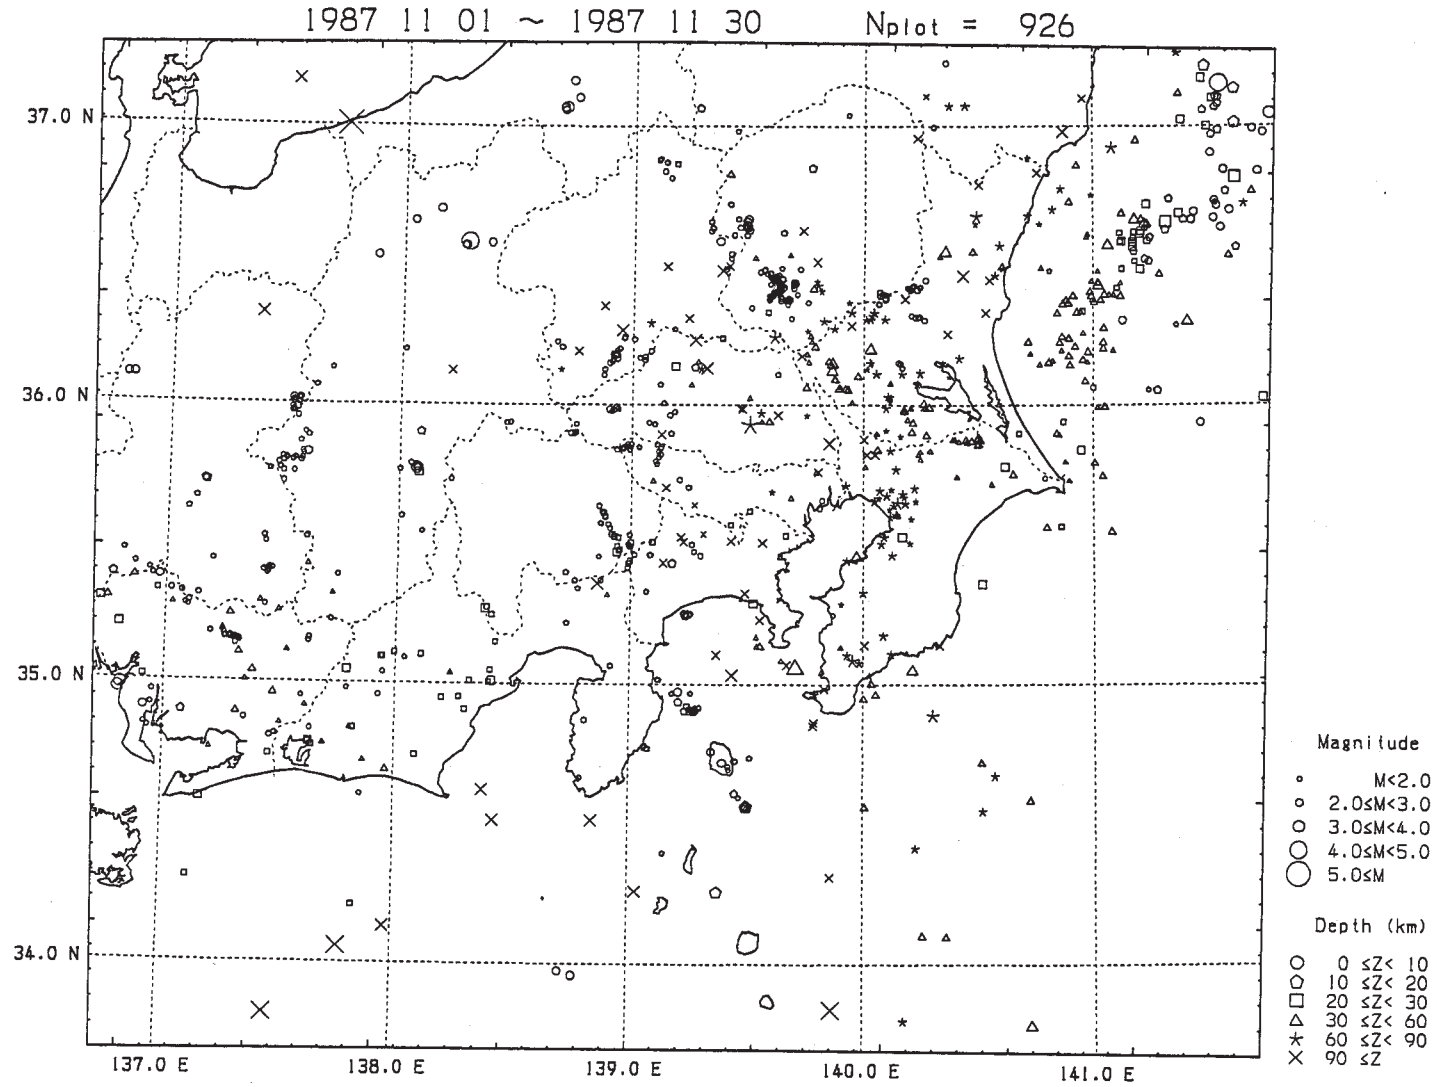 1987 11 01 ~ 1987 11 30 Nplot = 926
37.0 N
36.0 N
35.0 N
34.0 N
137.0 E 138.0 E 139.0 E 140.0 E 141.0 E
Magnitude
M<2.0
2.0≤M<3.0
3.0≤M<4.0
4.0≤M<5.0
5.0≤M
Depth (km)
0 ≤Z< 10
10 ≤Z< 20
20 ≤Z< 30
30 ≤Z< 60
60 ≤Z< 90
90 ≤Z